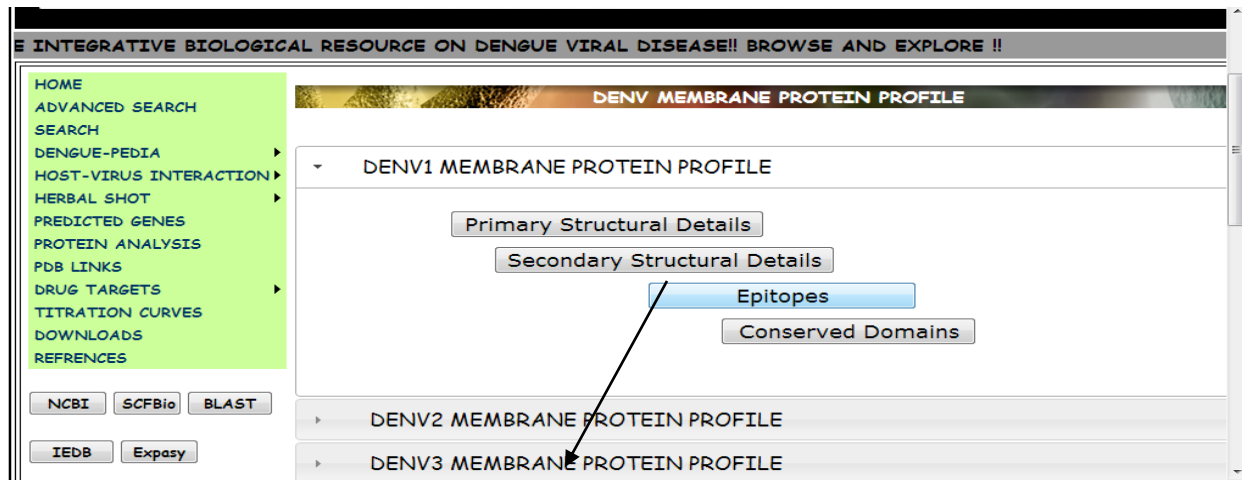 E INTEGRATIVE BIOLOGICAL RESOURCE ON DENGUE VIRAL DISEASE!! BROWSE AND EXPLORE !!
HOME
ADVANCED SEARCH
SEARCH
DENGUE-PEDIA
HOST-VIRUS INTERACTION
HERBAL SHOT
PREDICTED GENES
PROTEIN ANALYSIS
PDB LINKS
DRUG TARGETS
TITRATION CURVES
DOWNLOADS
REFRENCES
NCBI SCFBio BLAST
IEDB Expasy
DENV MEMBRANE PROTEIN PROFILE
DENV1 MEMBRANE PROTEIN PROFILE
Primary Structural Details
Secondary Structural Details
Epitopes
Conserved Domains
DENV2 MEMBRANE PROTEIN PROFILE
DENV3 MEMBRANE PROTEIN PROFILE